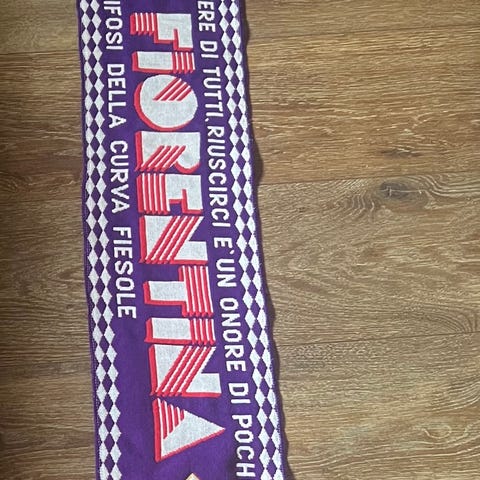 ERE DI TUTTI.RIUSCIRCI E' UN ONORE DI POCH
FIORENTINA
IFOSI DELLA CURVA FIESOLE